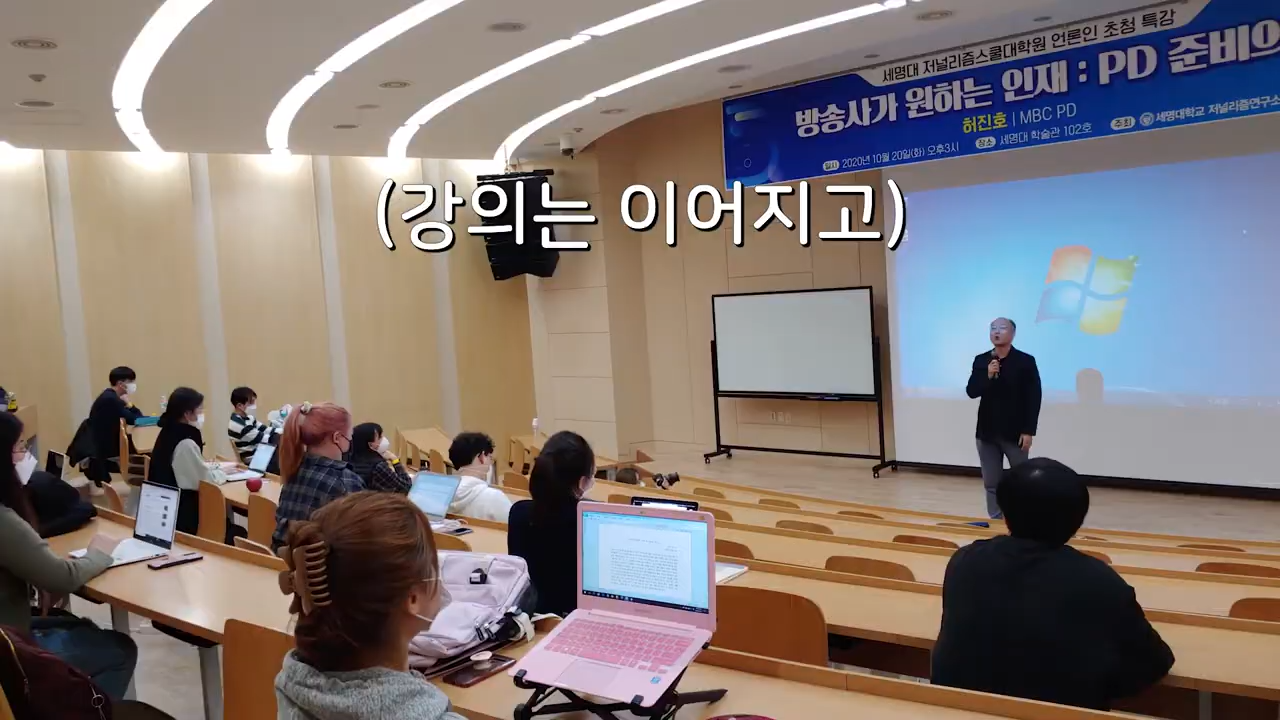 세명대 저널리즘스쿨대학원 언론인 초청 특강
방송사가 원하는 인재 : PD 준비의
허진호 | MBC PD
일시 2020년 10월 20일(화) 오후3시 장소 세명대 학술관 102호 주최 세명대학교 저널리즘연구소
(강의는 이어지고)